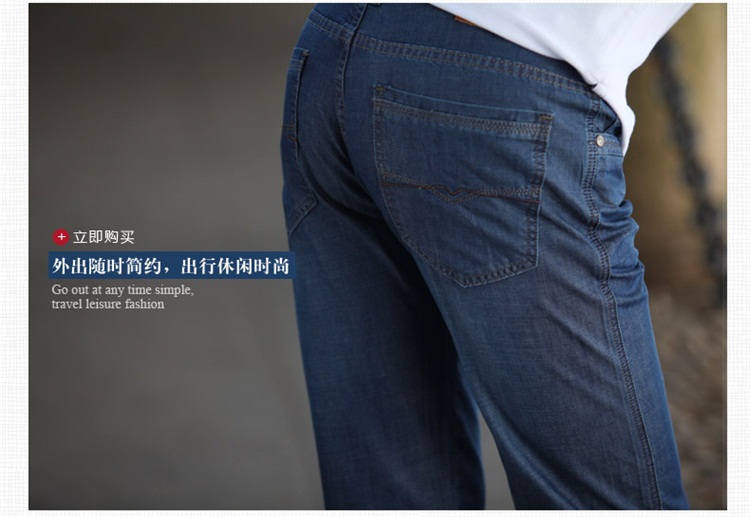 + 立即购买
外出随时简约，出行休闲时尚
Go out at any time simple,
travel leisure fashion